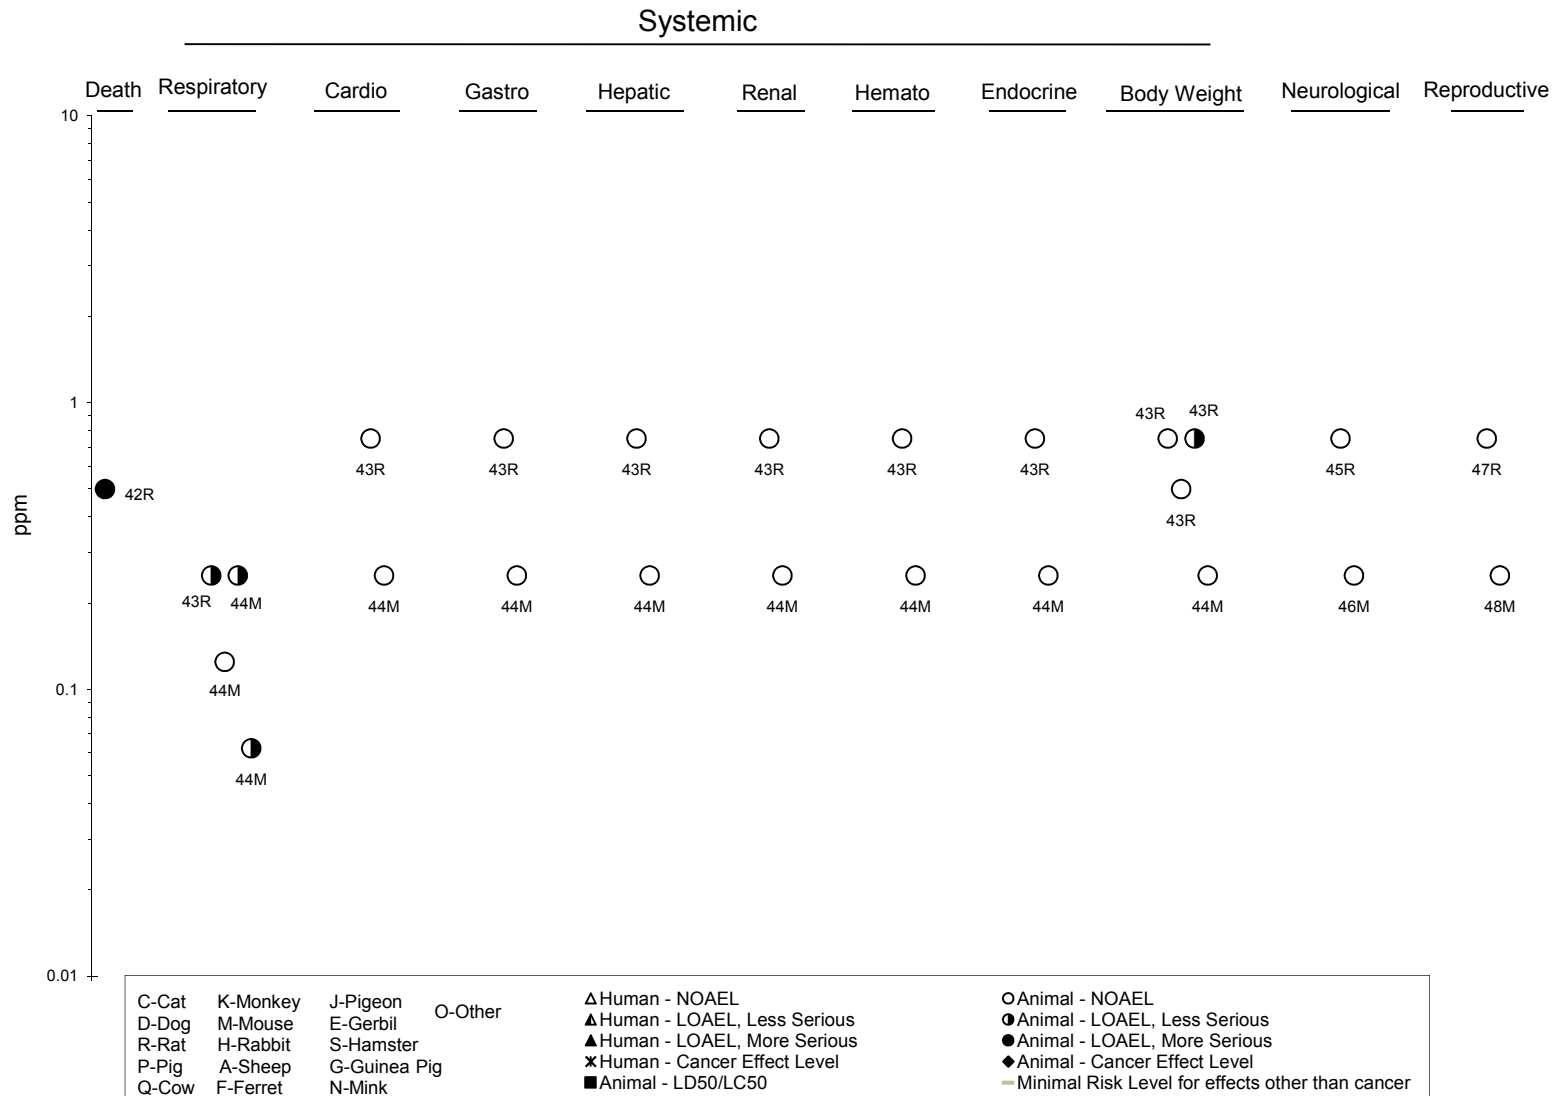 Systemic
Death Respiratory Cardio Gastro Hepatic Renal Hemato Endocrine Body Weight Neurological Reproductive
10
1
43R 43R
43R 43R 43R 43R 43R 43R 45R 47R
42R
ppm
43R
43R 44M 44M 44M 44M 44M 44M 44M 44M 46M 48M
0.1
44M
44M
0.01
C-Cat K-Monkey J-Pigeon O-Other △ Human - NOAEL Animal - NOAEL
D-Dog M-Mouse E-Gerbil Human - LOAEL, Less Serious Animal - LOAEL, Less Serious
R-Rat H-Rabbit S-Hamster Human - LOAEL, More Serious Animal - LOAEL, More Serious
P-Pig A-Sheep G-Guinea Pig Human - Cancer Effect Level Animal - Cancer Effect Level
Q-Cow F-Ferret N-Mink Animal - LD50/LC50 Minimal Risk Level for effects other than cancer